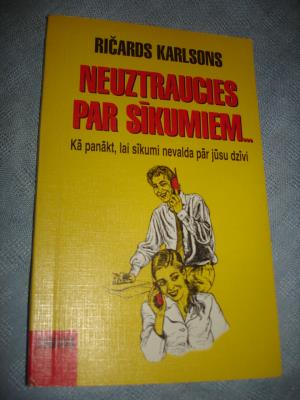 RIČARDS KARLSONS
NEUZTRAUCIES
PAR SĪKUMIEM...
Kā panākt, lai sīkumi nevalda pār jūsu dzīvi